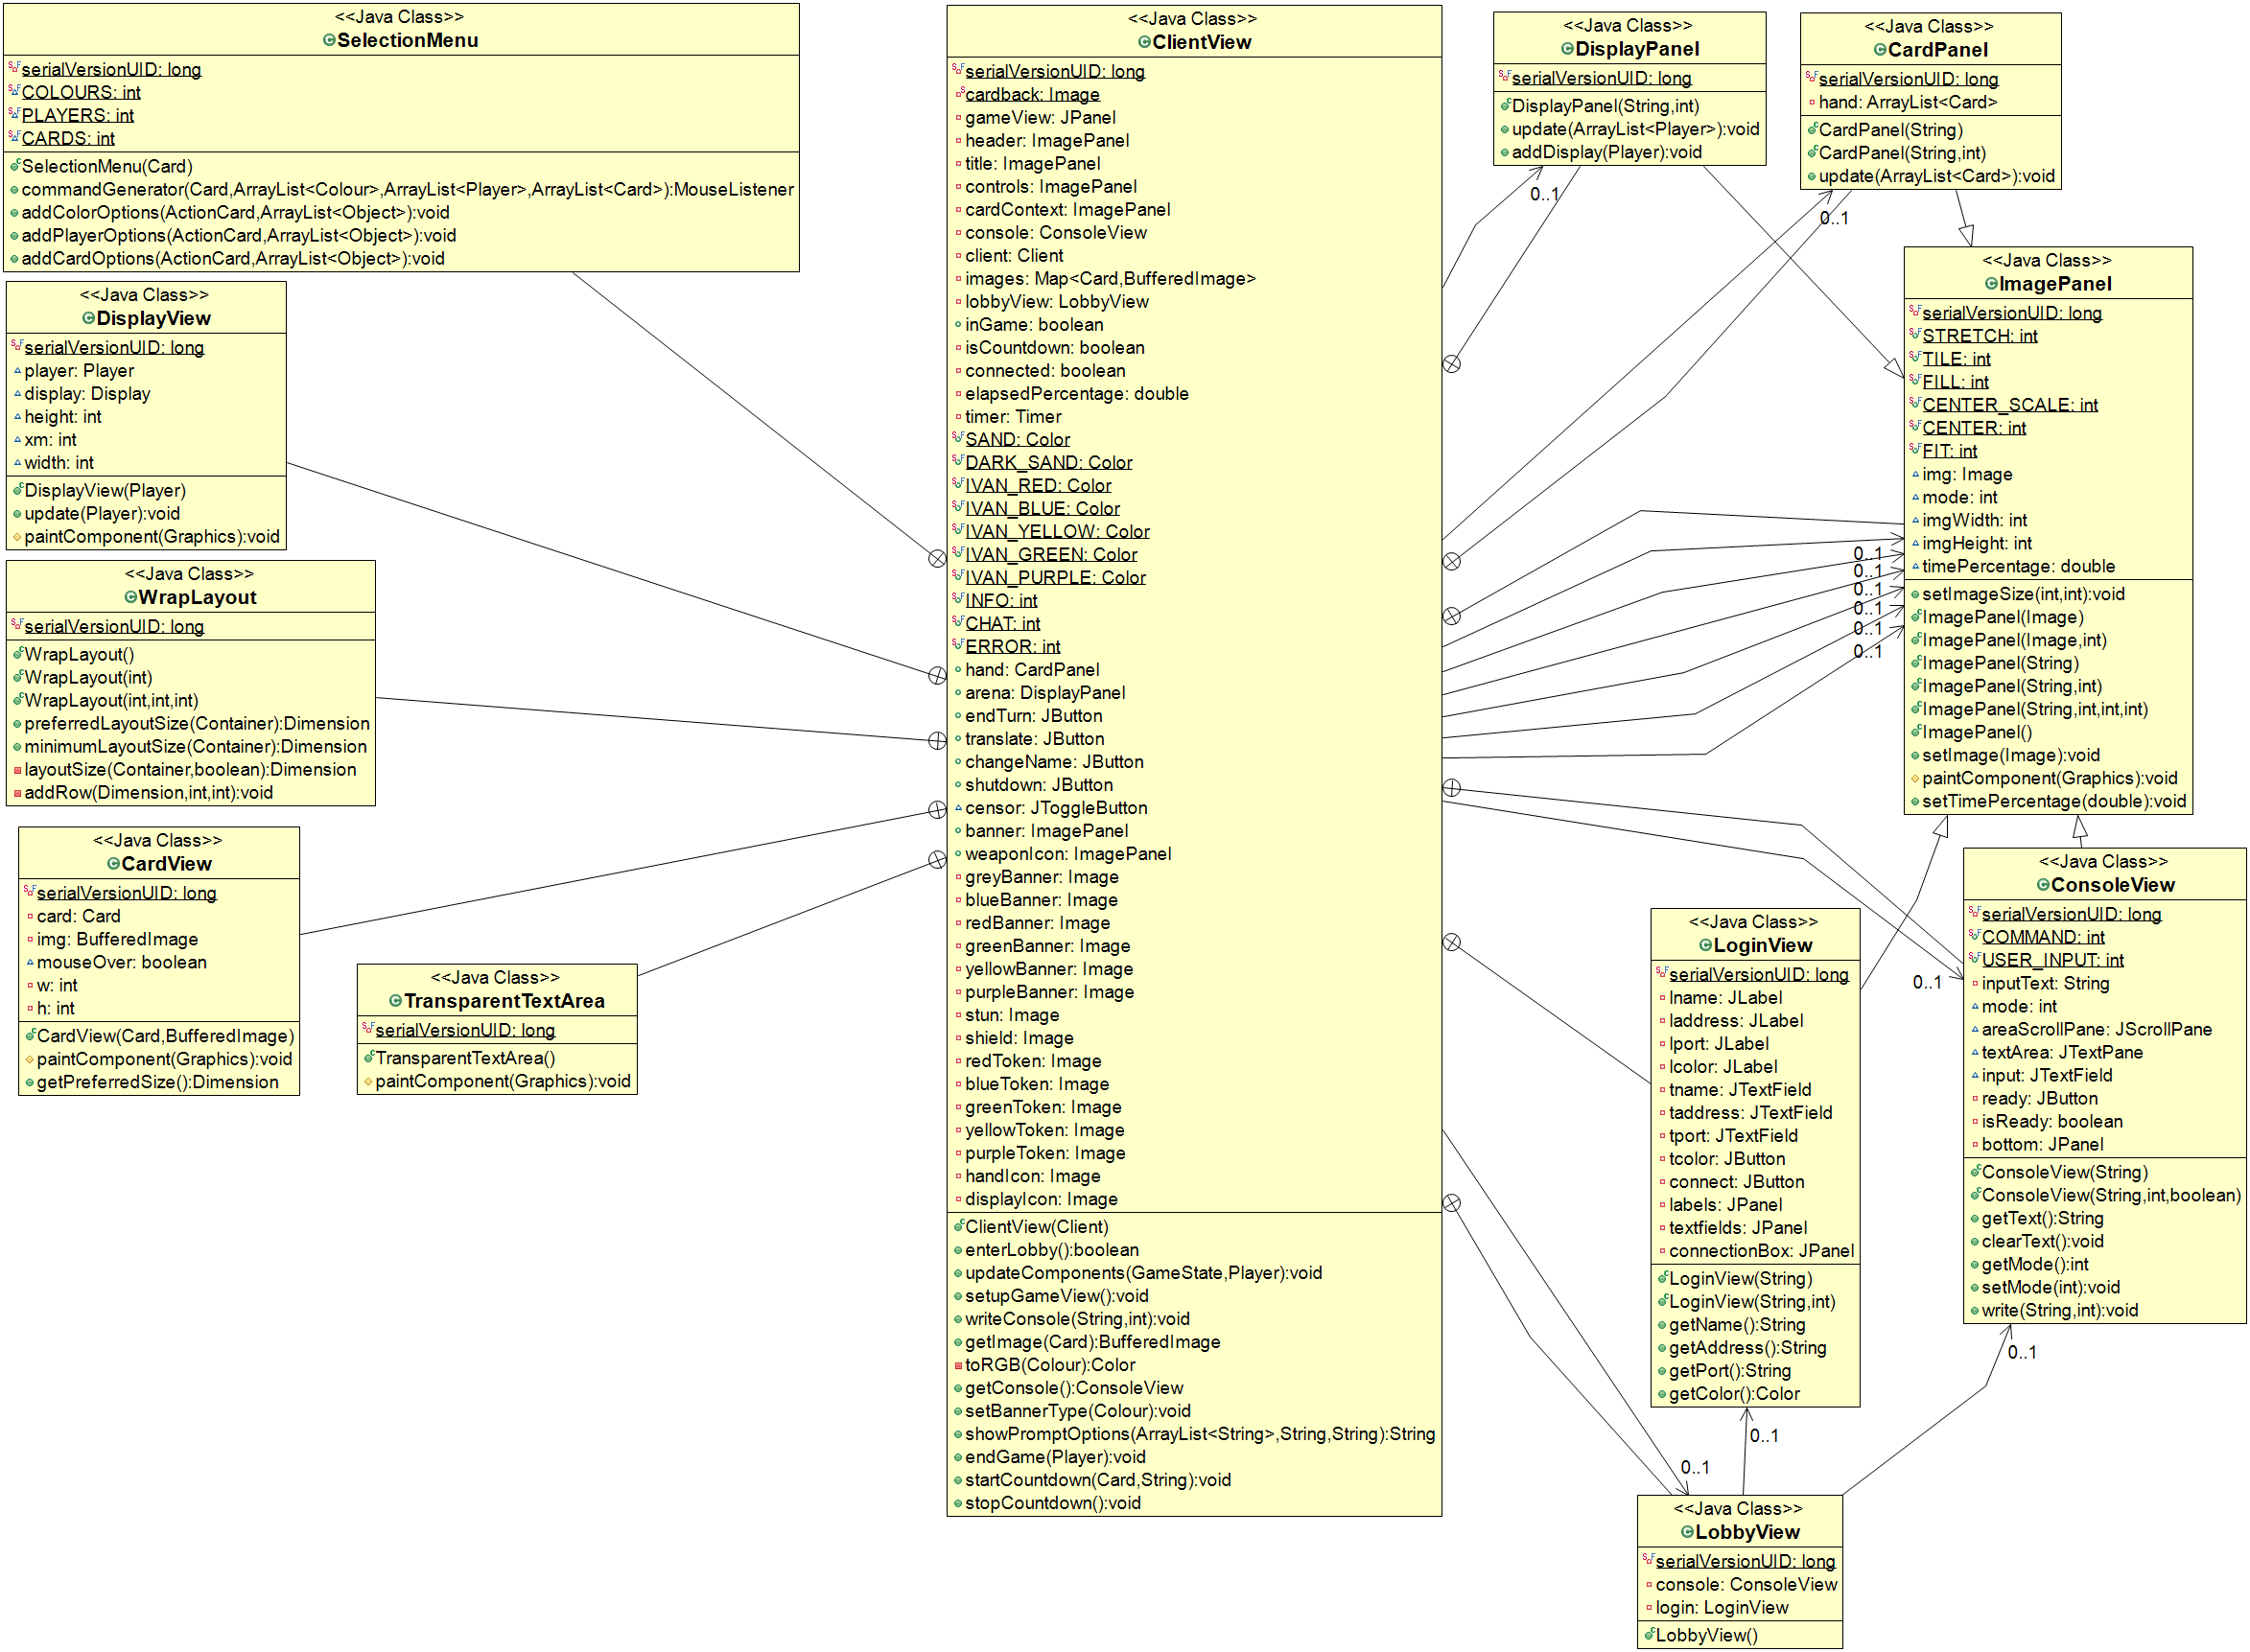 <<Java Class>>
SelectionMenu
serialVersionUID: long
COLOURS: int
PLAYERS: int
CARDS: int
SelectionMenu(Card)
commandGenerator(Card,ArrayList<Colour>,ArrayList<Player>,ArrayList<Card>):MouseListener
addColorOptions(ActionCard,ArrayList<Object>):void
addPlayerOptions(ActionCard,ArrayList<Object>):void
addCardOptions(ActionCard,ArrayList<Object>):void
<<Java Class>>
DisplayView
serialVersionUID: long
player: Player
display: Display
height: int
xm: int
width: int
DisplayView(Player)
update(Player):void
paintComponent(Graphics):void
<<Java Class>>
WrapLayout
serialVersionUID: long
WrapLayout()
WrapLayout(int)
WrapLayout(int,int,int)
preferredLayoutSize(Container):Dimension
minimumLayoutSize(Container):Dimension
layoutSize(Container,boolean):Dimension
addRow(Dimension,int,int):void
<<Java Class>>
CardView
serialVersionUID: long
card: Card
img: BufferedImage
mouseOver: boolean
w: int
h: int
CardView(Card,BufferedImage)
paintComponent(Graphics):void
getPreferredSize():Dimension
<<Java Class>>
TransparentTextArea
serialVersionUID: long
TransparentTextArea()
paintComponent(Graphics):void
<<Java Class>>
ClientView
serialVersionUID: long
cardback: Image
gameView: JPanel
header: ImagePanel
title: ImagePanel
controls: ImagePanel
cardContext: ImagePanel
console: ConsoleView
client: Client
images: Map<Card,BufferedImage>
lobbyView: LobbyView
inGame: boolean
isCountdown: boolean
connected: boolean
elapsedPercentage: double
timer: Timer
SAND: Color
DARK_SAND: Color
IVAN_RED: Color
IVAN_BLUE: Color
IVAN_YELLOW: Color
IVAN_GREEN: Color
IVAN_PURPLE: Color
INFO: int
CHAT: int
ERROR: int
hand: CardPanel
arena: DisplayPanel
endTurn: JButton
translate: JButton
changeName: JButton
shutdown: JButton
censor: JToggleButton
banner: ImagePanel
weaponIcon: ImagePanel
greyBanner: Image
blueBanner: Image
redBanner: Image
greenBanner: Image
yellowBanner: Image
purpleBanner: Image
stun: Image
shield: Image
redToken: Image
blueToken: Image
greenToken: Image
yellowToken: Image
purpleToken: Image
handIcon: Image
displayIcon: Image
ClientView(Client)
enterLobby():boolean
updateComponents(GameState,Player):void
setupGameView():void
writeConsole(String,int):void
getImage(Card):BufferedImage
toRGB(Colour):Color
getConsole():ConsoleView
setBannerType(Colour):void
showPromptOptions(ArrayList<String>,String,String):String
endGame(Player):void
startCountdown(Card,String):void
stopCountdown():void
<<Java Class>>
DisplayPanel
serialVersionUID: long
DisplayPanel(String,int)
update(ArrayList<Player>):void
addDisplay(Player):void
0..1
<<Java Class>>
CardPanel
serialVersionUID: long
hand: ArrayList<Card>
CardPanel(String)
CardPanel(String,int)
update(ArrayList<Card>):void
0..1
<<Java Class>>
ImagePanel
serialVersionUID: long
STRETCH: int
TILE: int
FILL: int
CENTER_SCALE: int
CENTER: int
FIT: int
img: Image
mode: int
imgWidth: int
imgHeight: int
timePercentage: double
setImageSize(int,int):void
ImagePanel(Image)
ImagePanel(Image,int)
ImagePanel(String)
ImagePanel(String,int)
ImagePanel(String,int,int,int)
ImagePanel()
setImage(Image):void
paintComponent(Graphics):void
setTimePercentage(double):void
0..1
0..1
0..1
0..1
0..1
0..1
<<Java Class>>
ConsoleView
serialVersionUID: long
COMMAND: int
USER_INPUT: int
inputText: String
mode: int
areaScrollPane: JScrollPane
textArea: JTextPane
input: JTextField
ready: JButton
isReady: boolean
bottom: JPanel
ConsoleView(String)
ConsoleView(String,int,boolean)
getText():String
clearText():void
getMode():int
setMode(int):void
write(String,int):void
0..1
0..1
<<Java Class>>
LoginView
serialVersionUID: long
lname: JLabel
laddress: JLabel
lport: JLabel
lcolor: JLabel
tname: JTextField
taddress: JTextField
tport: JTextField
tcolor: JButton
connect: JButton
labels: JPanel
textfields: JPanel
connectionBox: JPanel
LoginView(String)
LoginView(String,int)
getName():String
getAddress():String
getPort():String
getColor():Color
0..1
0..1
<<Java Class>>
LobbyView
serialVersionUID: long
console: ConsoleView
login: LoginView
LobbyView()